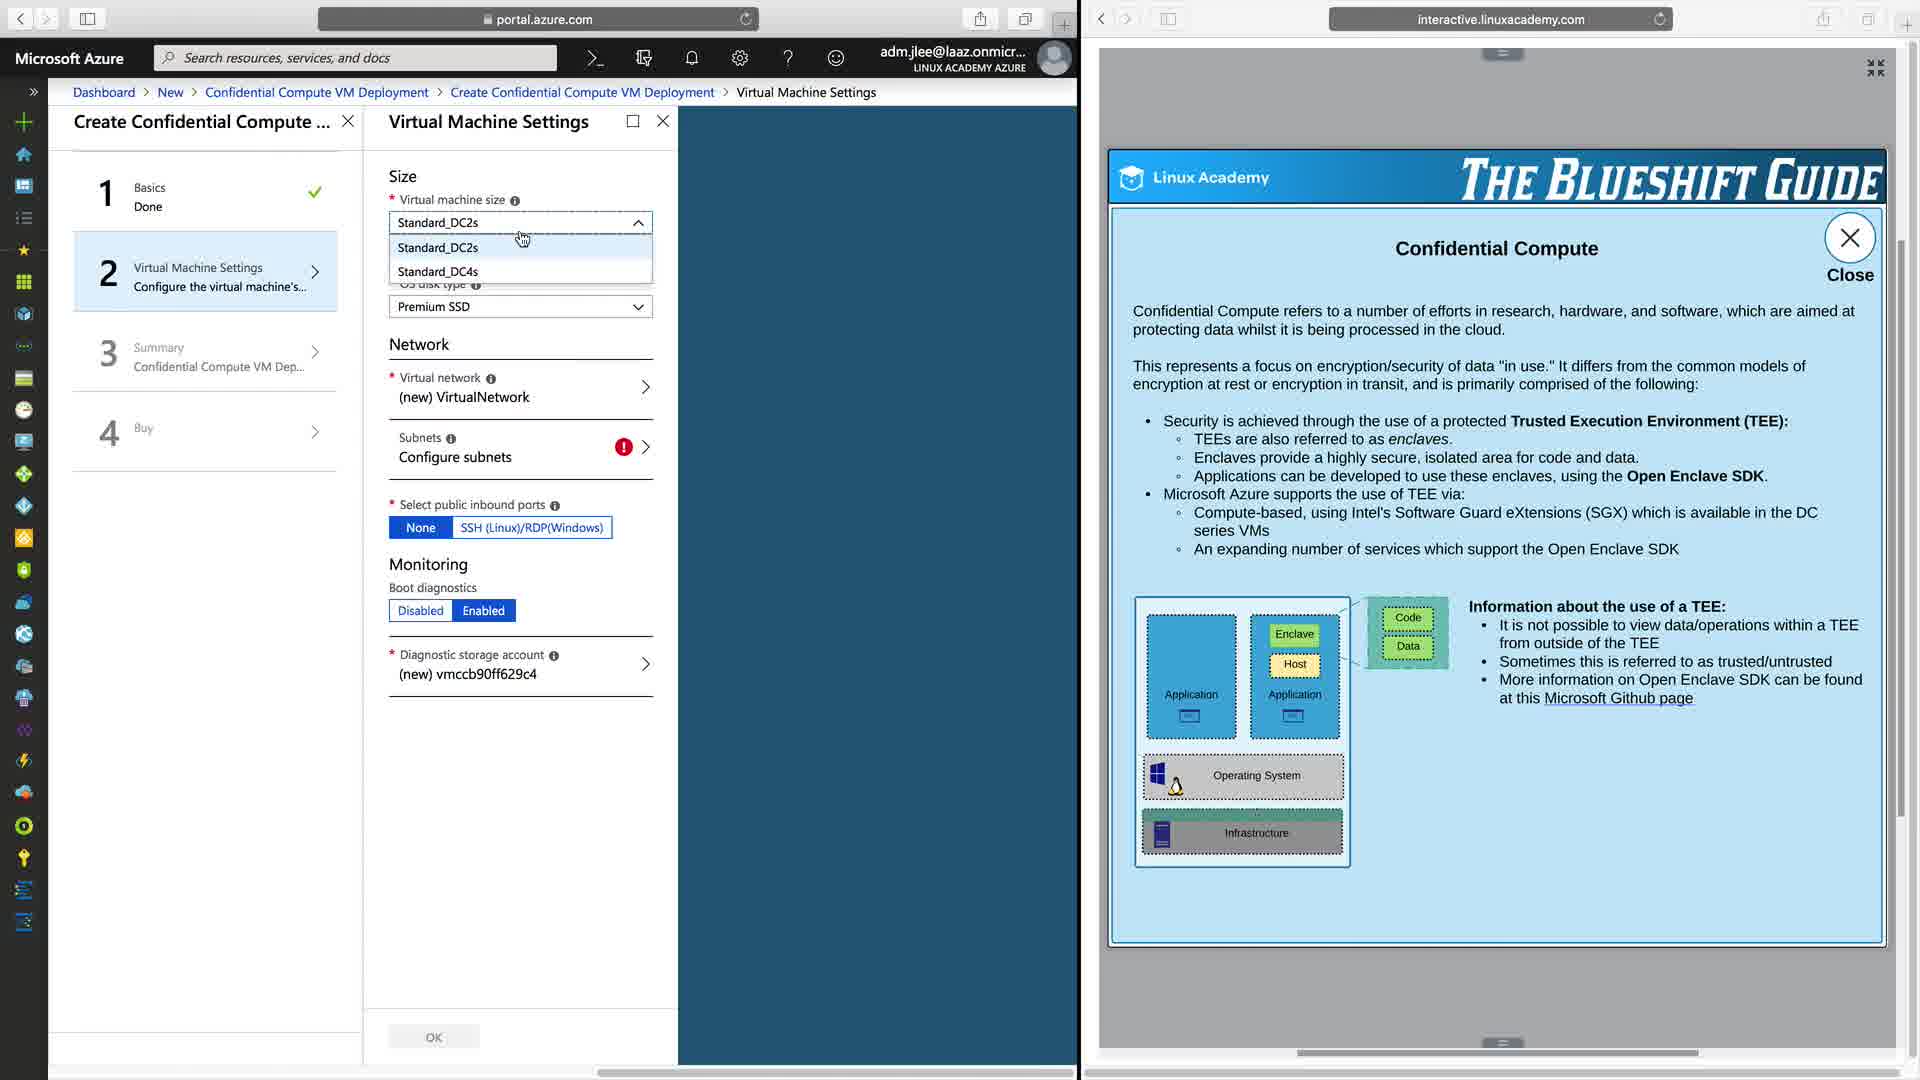 portal.azure.com
Microsoft Azure
Search resources, services, and docs
adm.jlee@laaz.onmicr...
LINUX ACADEMY AZURE
Dashboard
New
Confidential Compute VM Deployment
Create Confidential Compute VM Deployment
Virtual Machine Settings
Create Confidential Compute ...
1
Basics
Done
2
Virtual Machine Settings
Configure the virtual machine's...
3
Summary
Confidential Compute VM Dep...
4
Buy
Virtual Machine Settings
Size
* Virtual machine size
Standard_DC2s
Standard_DC2s
Standard_DC4s
OS disk type
Premium SSD
Network
* Virtual network
(new) VirtualNetwork
Subnets
Configure subnets
* Select public inbound ports
None
SSH (Linux)/RDP(Windows)
Monitoring
Boot diagnostics
Disabled
Enabled
* Diagnostic storage account
(new) vmccb90ff629c4
OK
interactive.linuxacademy.com
Linux Academy
THE BLUESHIFT GUIDE
Confidential Compute
Close
Confidential Compute refers to a number of efforts in research, hardware, and software, which are aimed at
protecting data whilst it is being processed in the cloud.
This represents a focus on encryption/security of data "in use." It differs from the common models of
encryption at rest or encryption in transit, and is primarily comprised of the following:
• Security is achieved through the use of a protected Trusted Execution Environment (TEE):
◦ TEEs are also referred to as enclaves.
◦ Enclaves provide a highly secure, isolated area for code and data.
◦ Applications can be developed to use these enclaves, using the Open Enclave SDK.
• Microsoft Azure supports the use of TEE via:
◦ Compute-based, using Intel's Software Guard eXtensions (SGX) which is available in the DC
series VMs
◦ An expanding number of services which support the Open Enclave SDK
Application
Enclave
Host
Application
Code
Data
Operating System
Infrastructure
Information about the use of a TEE:
• It is not possible to view data/operations within a TEE
from outside of the TEE
• Sometimes this is referred to as trusted/untrusted
• More information on Open Enclave SDK can be found
at this Microsoft Github page